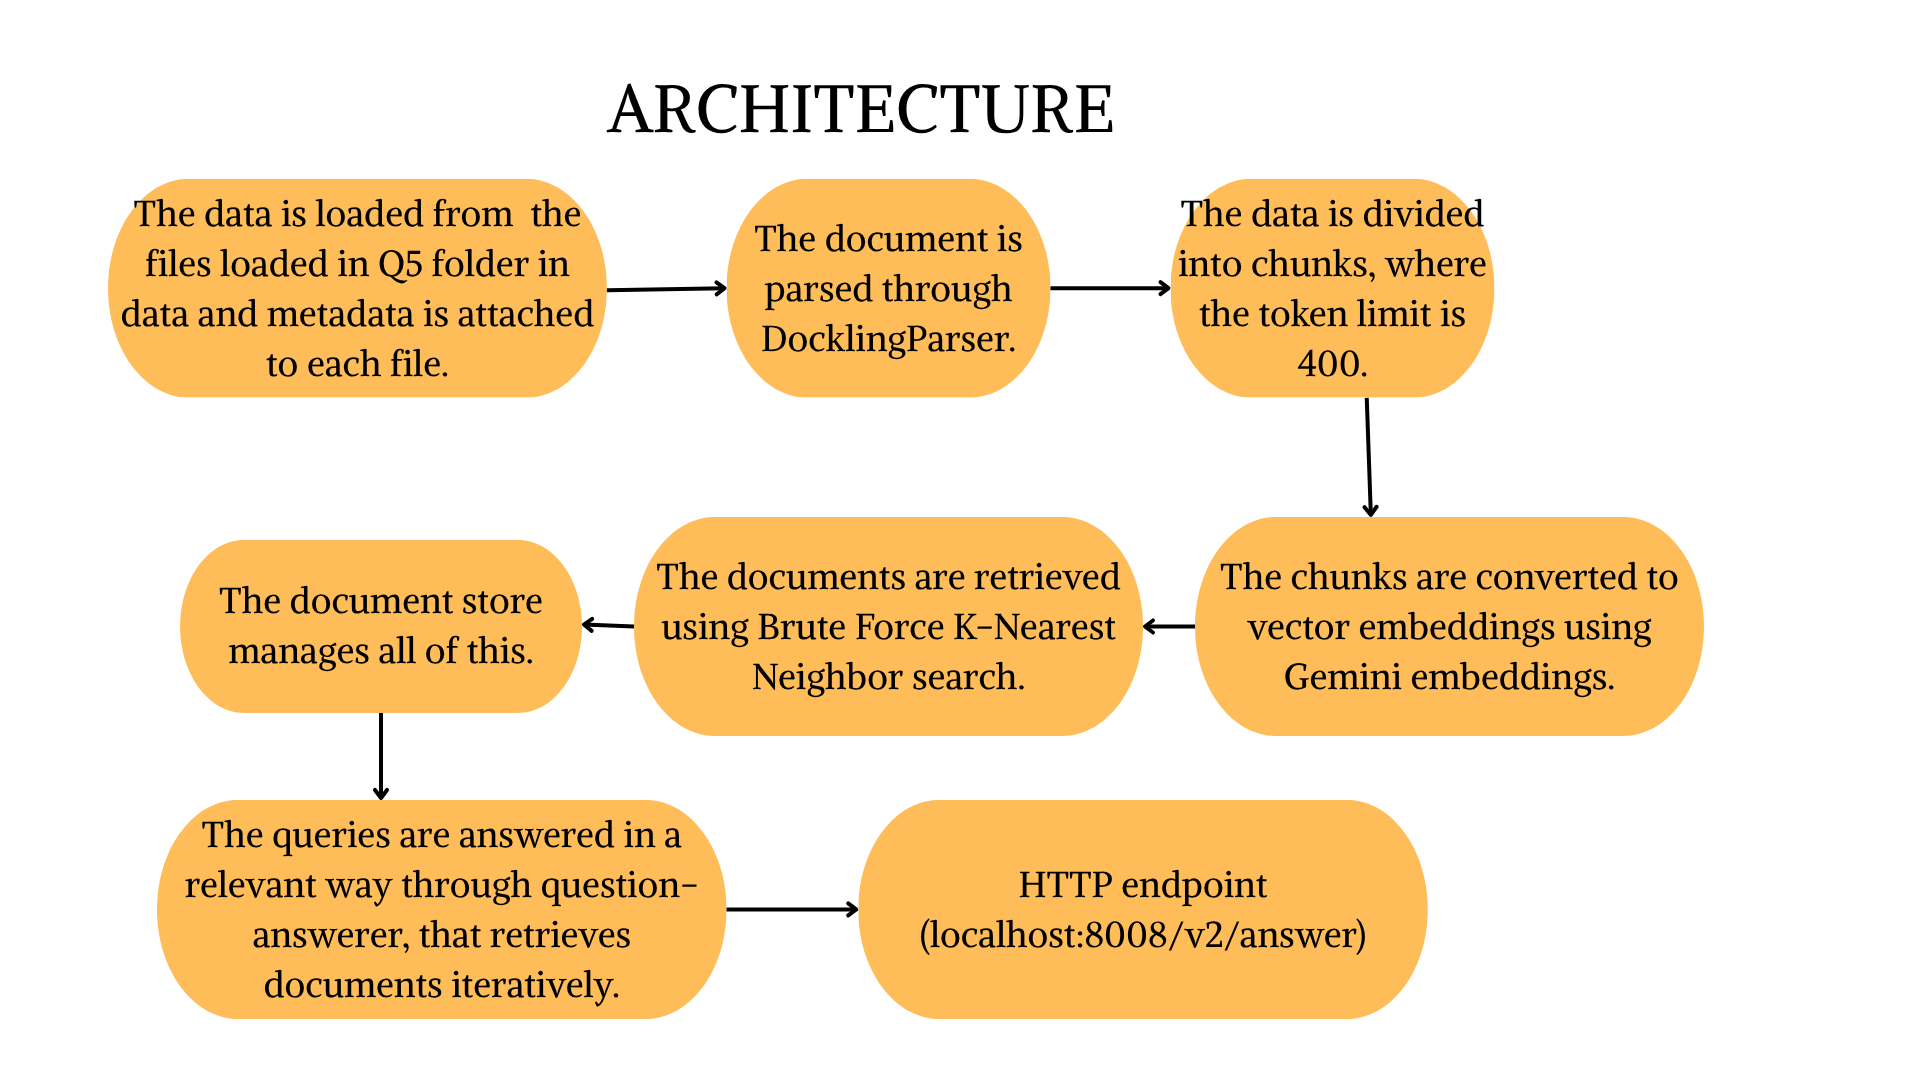 ARCHITECTURE
The data is loaded from the
files loaded in Q5 folder in
data and metadata is attached
to each file.
The document is
parsed through
DocklingParser.
The data is divided
into chunks, where
the token limit is
400.
The chunks are converted to
vector embeddings using
Gemini embeddings.
The documents are retrieved
using Brute Force K-Nearest
Neighbor search.
The document store
manages all of this.
The queries are answered in a
relevant way through question-
answerer, that retrieves
documents iteratively.
HTTP endpoint
(localhost:8008/v2/answer)